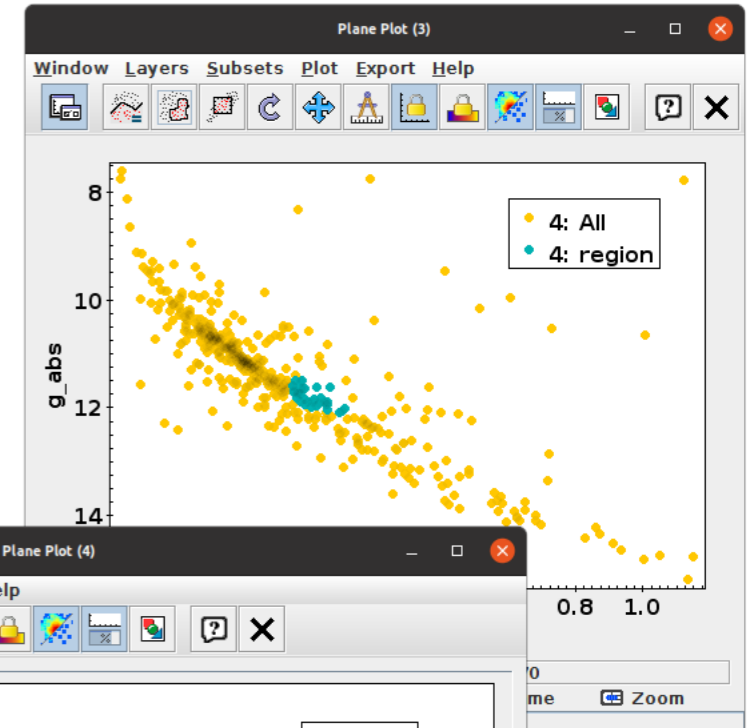 Plane Plot (3)
Window Layers Subsets Plot Export Help
4: All
4: region
8
10
12
14
g_abs
0.8 1.0
Plane Plot (4)
elp
me Zoom